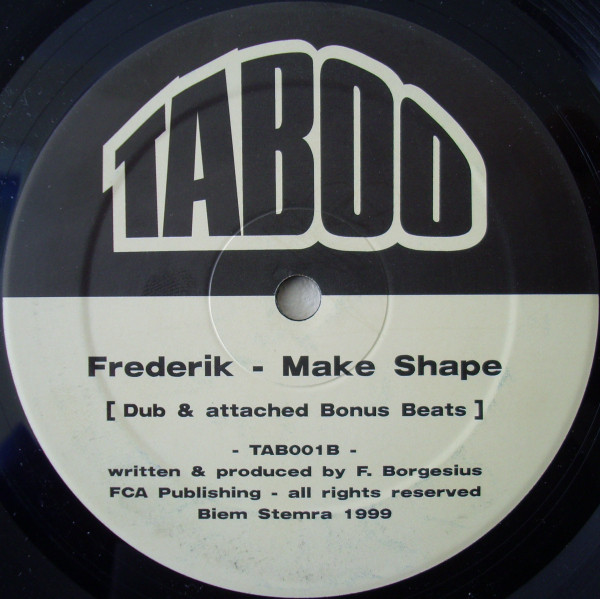 TABOO
Frederik - Make Shape
[ Dub & attached Bonus Beats ]
- TAB001B -
written & produced by F. Borgesius
FCA Publishing - all rights reserved
Biem Stemra 1999